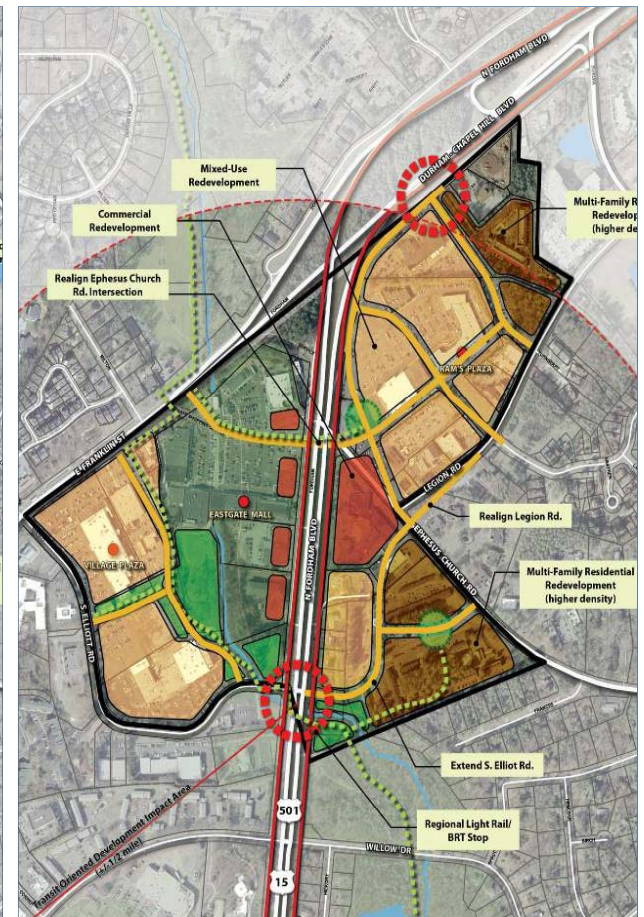 N FORDHAM BLVD
DURHAM-CHAPEL HILL BLVD
Mixed-Use
Redevelopment
Commercial
Redevelopment
Multi-Family R
Redevelop
(higher de
Realign Ephesus Church
Rd. Intersection
FORDHAM
RAM'S PLAZA
E FRANKLIN ST
LEGION RD
EASTGATE MALL
FORDHAM
Realign Legion Rd.
N FORDHAM BLVD
EPHESUS CHURCH RD
VILLAGE PLAZA
Multi-Family Residential
Redevelopment
(higher density)
S ELLIOTT RD
FRANCIS
Extend S. Elliot Rd.
Transit Oriented Development Impact Area
(+/- 1/2 mile)
501
Regional Light Rail/
BRT Stop
WILLOW DR
15